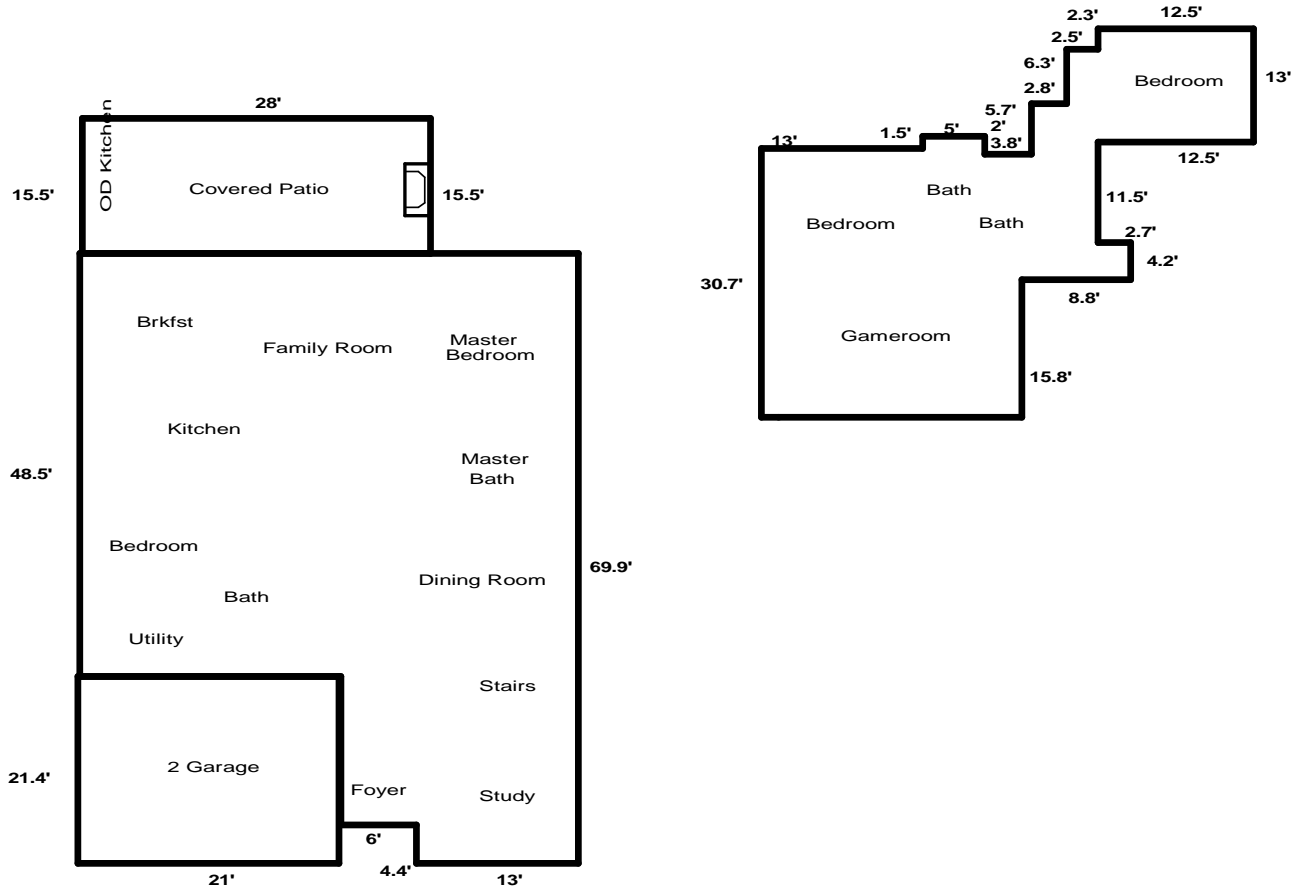 28'
OD Kitchen
Covered Patio
15.5'
15.5'
Brkfst
Family Room
Master
Bedroom
Kitchen
Master
Bath
48.5'
Bedroom
Bath
Dining Room
69.9'
Utility
Stairs
2 Garage
21.4'
Foyer
Study
6'
4.4'
21'
13'
2.3'
12.5'
2.5'
6.3'
Bedroom
13'
2.8'
5.7'
2'
3.8'
5'
1.5'
13'
12.5'
Bath
Bedroom
Bath
11.5'
2.7'
4.2'
30.7'
8.8'
Gameroom
15.8'